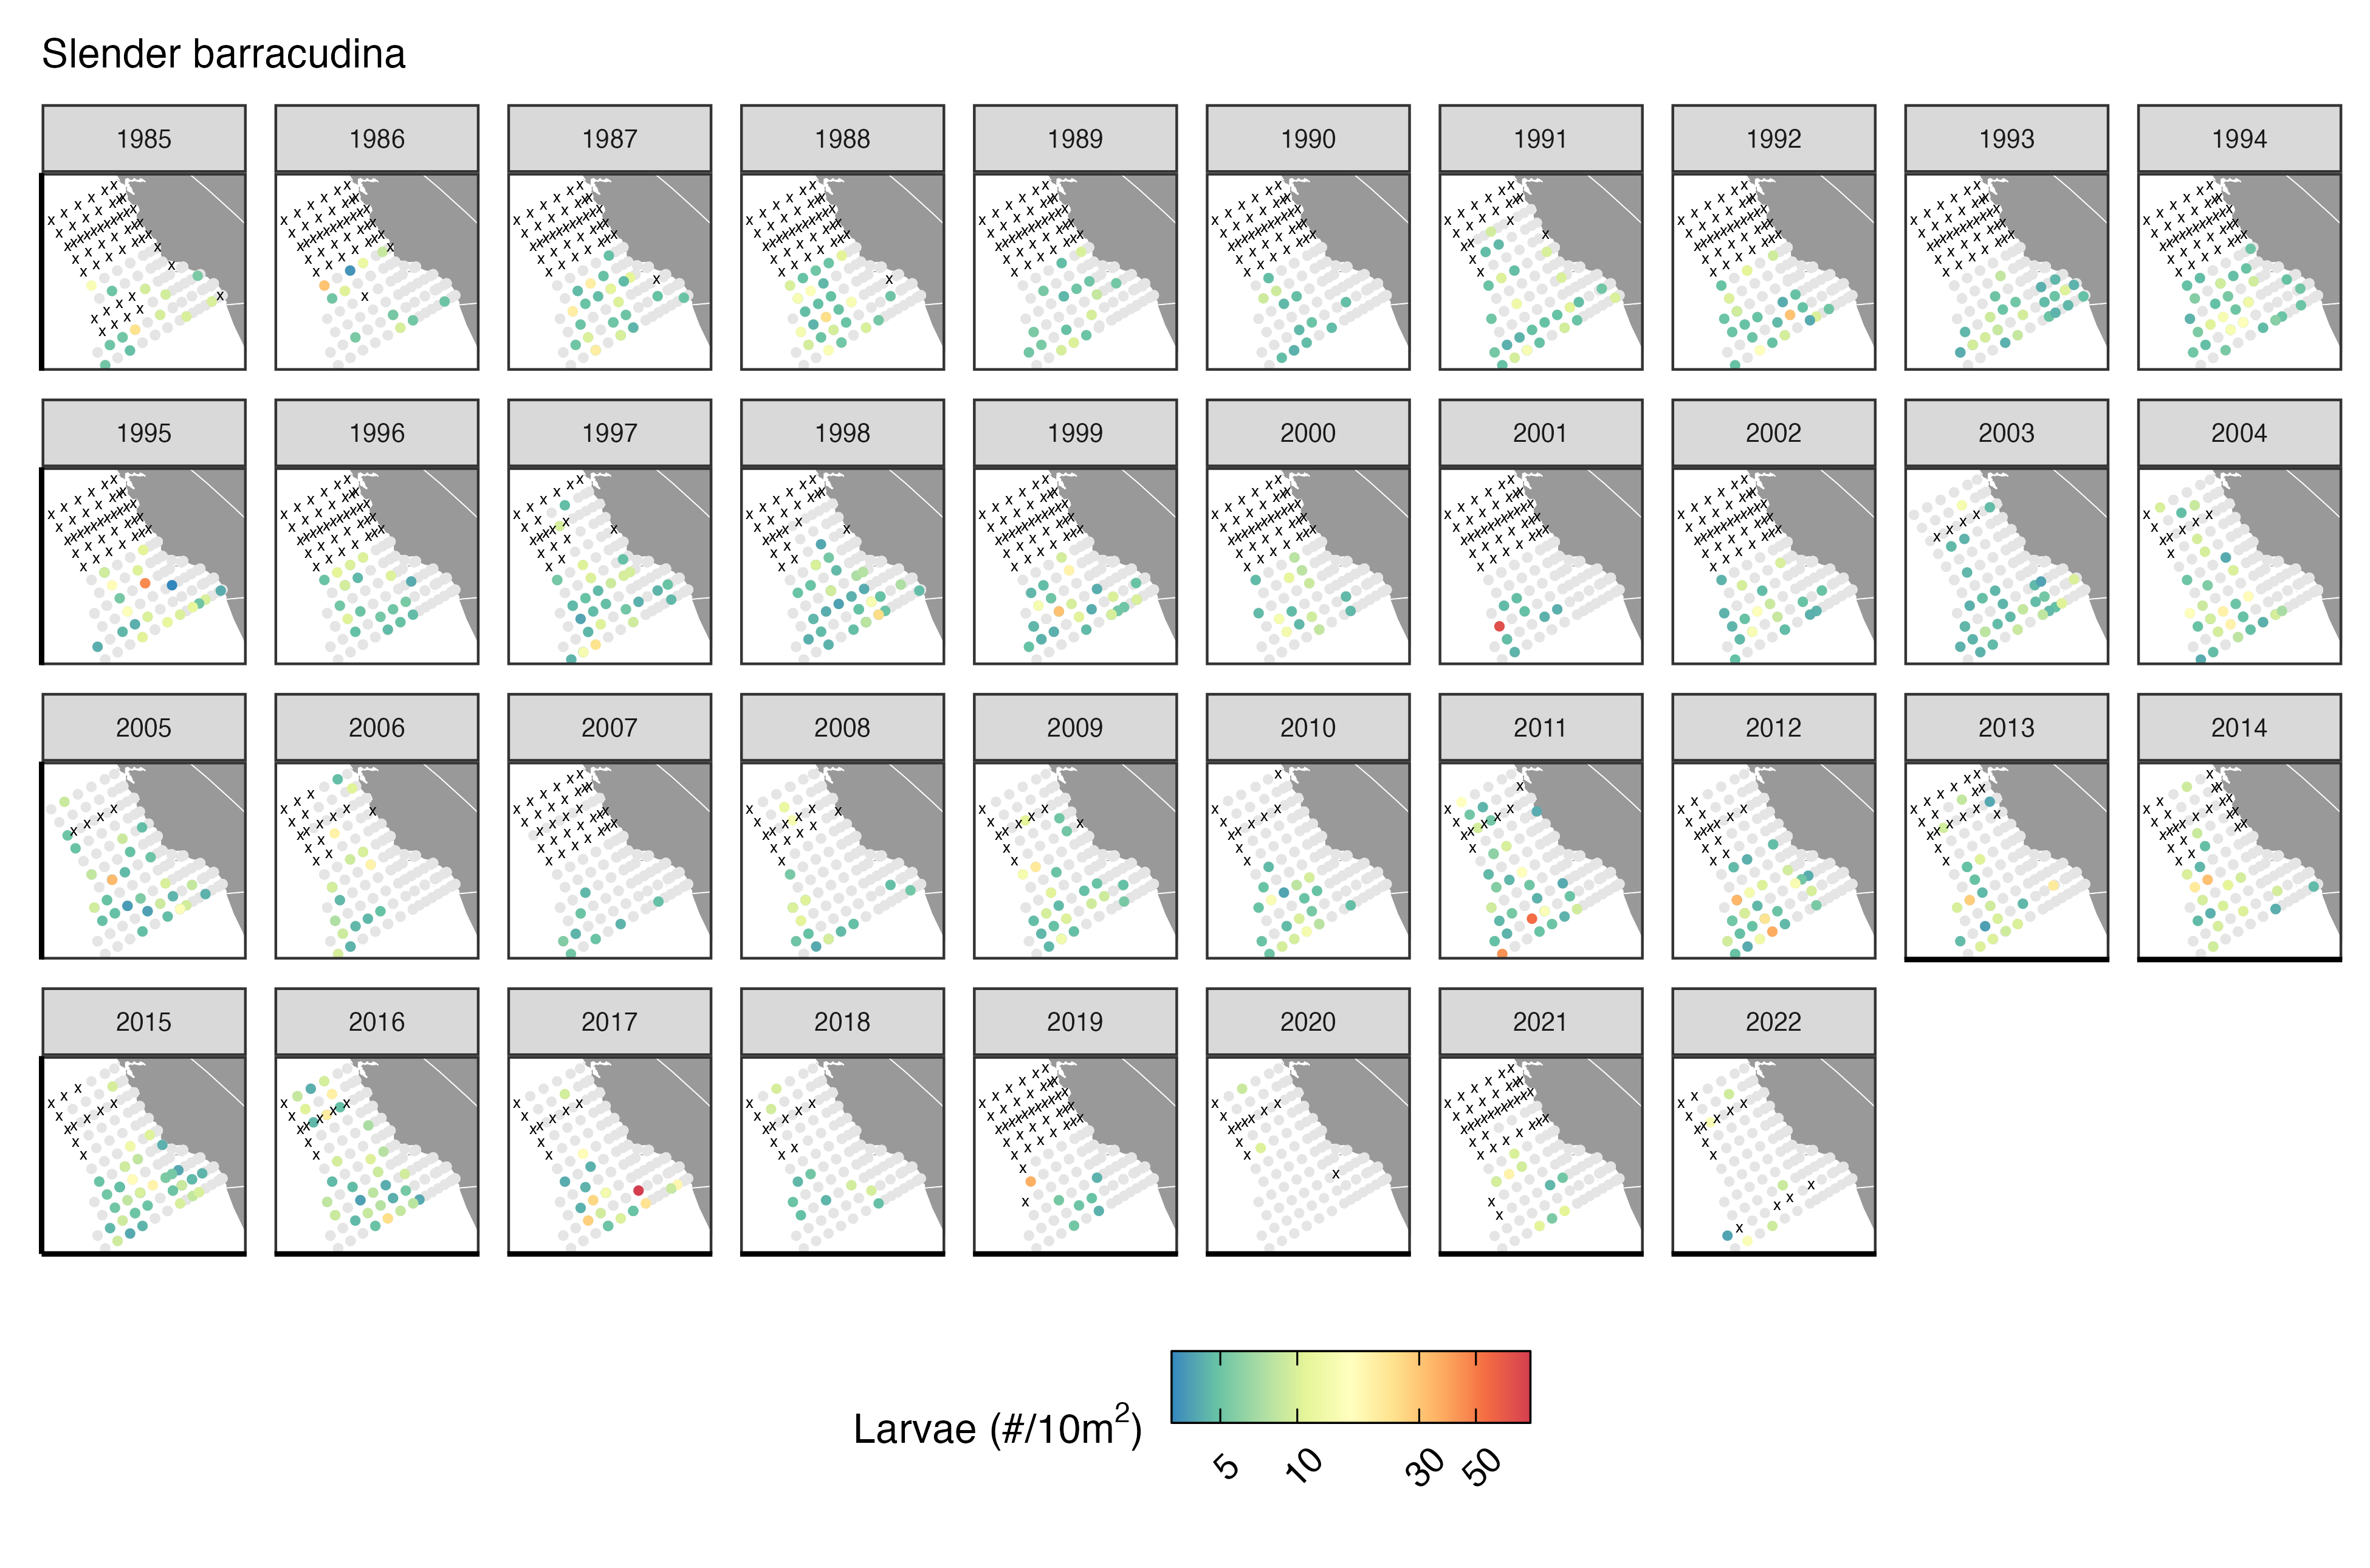 Slender barracudina
1985 1986 1987 1988 1989 1990 1991 1992 1993 1994
1995 1996 1997 1998 1999 2000 2001 2002 2003 2004
2005 2006 2007 2008 2009 2010 2011 2012 2013 2014
2015 2016 2017 2018 2019 2020 2021 2022
Larvae (#/10m²)
5 10 30 50